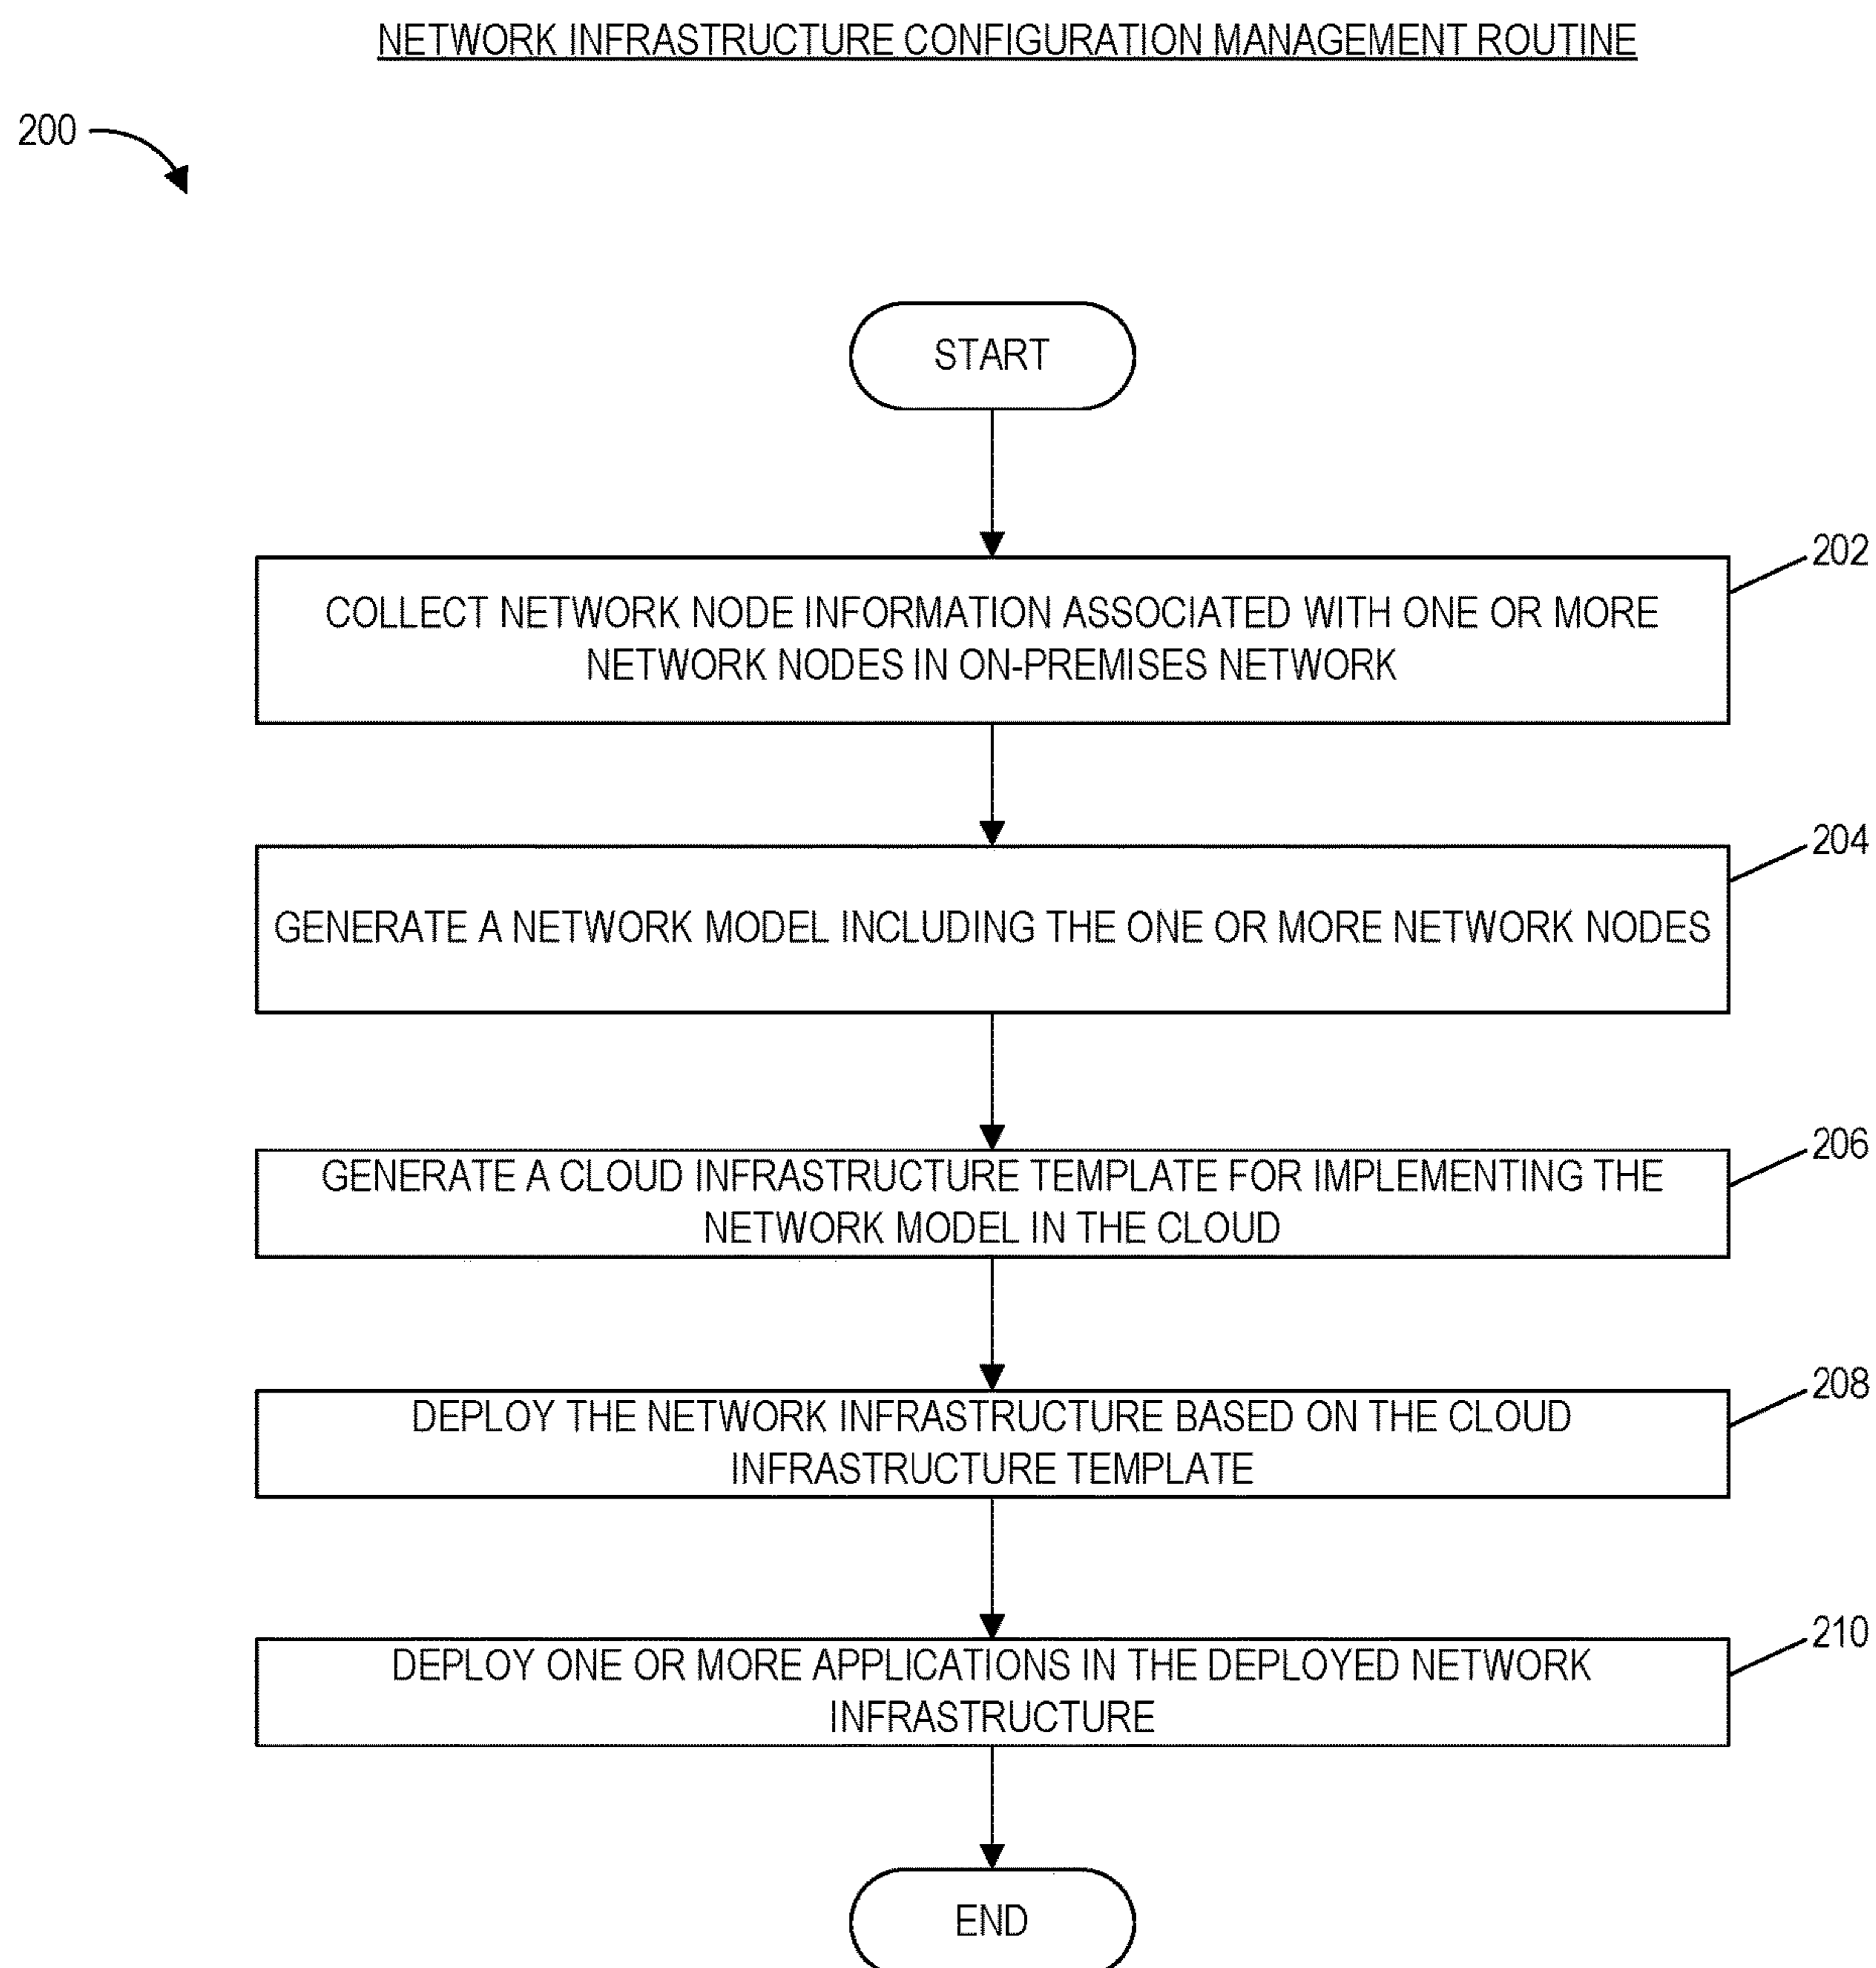 NETWORK INFRASTRUCTURE CONFIGURATION MANAGEMENT ROUTINE
200
START
202
COLLECT NETWORK NODE INFORMATION ASSOCIATED WITH ONE OR MORE
NETWORK NODES IN ON-PREMISES NETWORK
204
GENERATE A NETWORK MODEL INCLUDING THE ONE OR MORE NETWORK NODES
206
GENERATE A CLOUD INFRASTRUCTURE TEMPLATE FOR IMPLEMENTING THE
NETWORK MODEL IN THE CLOUD
208
DEPLOY THE NETWORK INFRASTRUCTURE BASED ON THE CLOUD
INFRASTRUCTURE TEMPLATE
210
DEPLOY ONE OR MORE APPLICATIONS IN THE DEPLOYED NETWORK
INFRASTRUCTURE
END